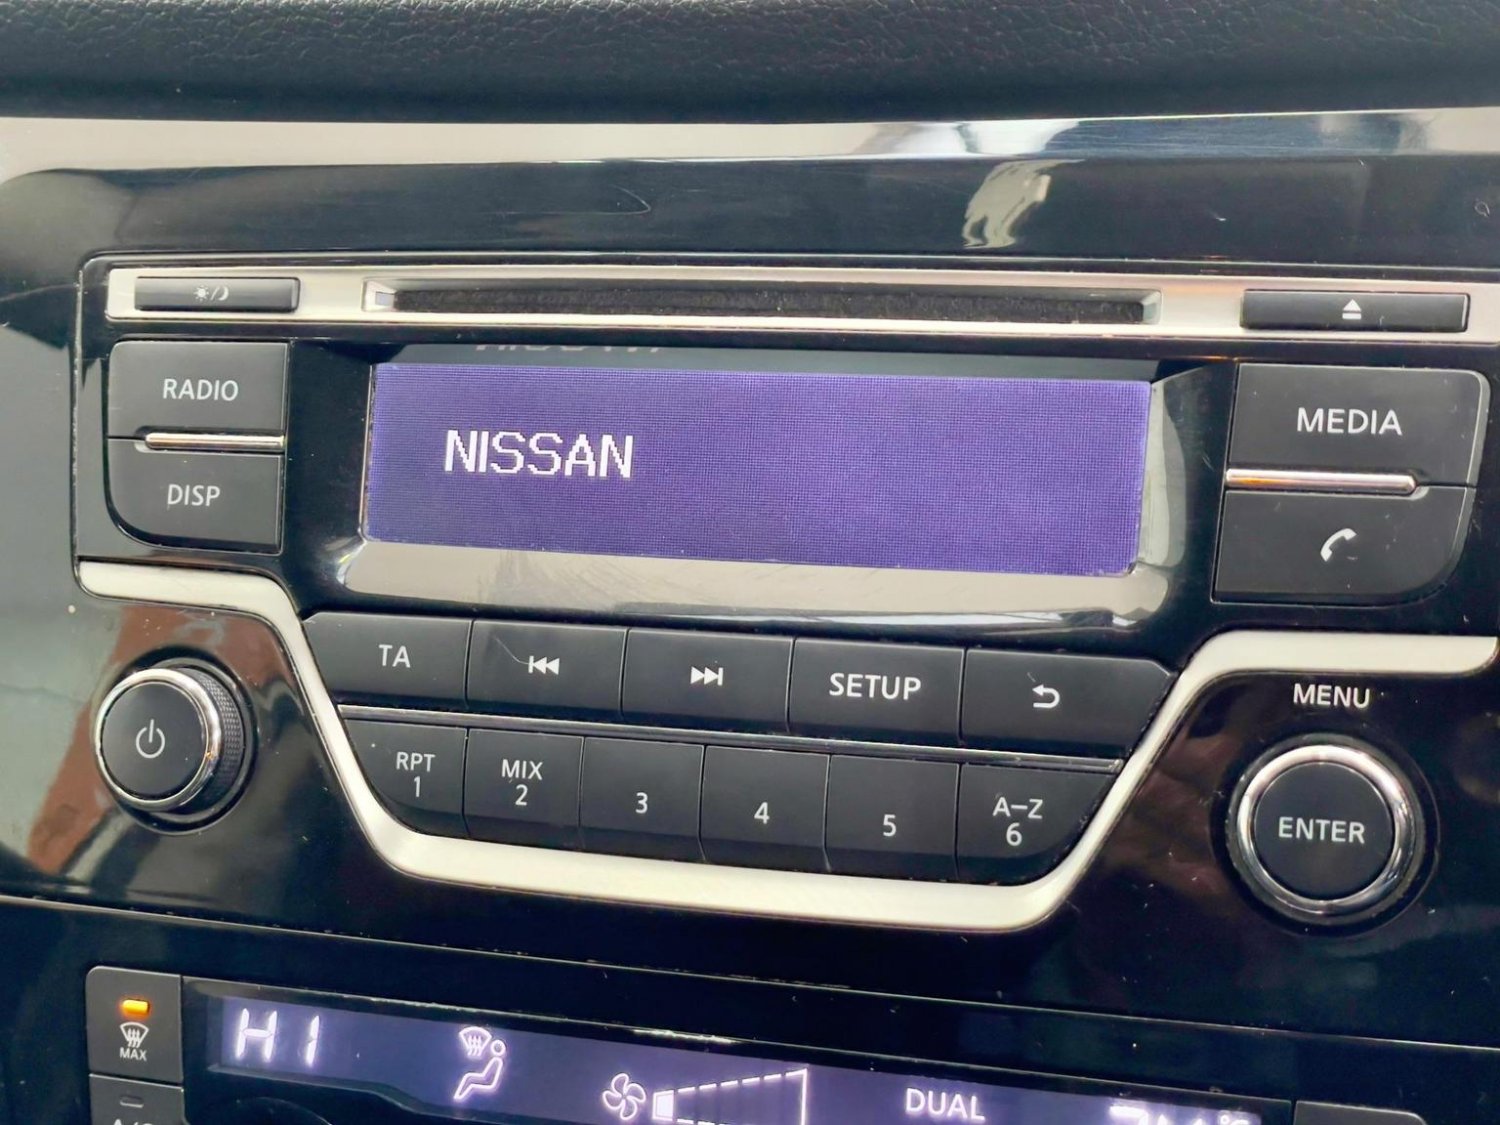 RADIO
DISP
NISSAN
MEDIA
TA
SETUP
MENU
RPT
1
MIX
2
3
4
5
A-Z
6
ENTER
MAX
HI
DUAL